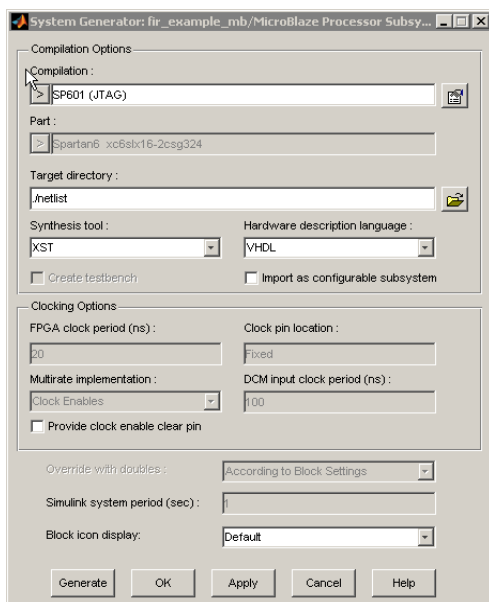 System Generator: fir_example_mb/MicroBlaze Processor Subsy...
Compilation Options
Compilation :
> SP601 (JTAG)
Part :
> Spartan6 xc6slx16-2csg324
Target directory :
./netlist
Synthesis tool : Hardware description language :
XST VHDL
Create testbench Import as configurable subsystem
Clocking Options
FPGA clock period (ns) : Clock pin location :
20 Fixed
Multirate implementation : DCM input clock period (ns) :
Clock Enables 100
Provide clock enable clear pin
Override with doubles : According to Block Settings
Simulink system period (sec) : 1
Block icon display: Default
Generate OK Apply Cancel Help